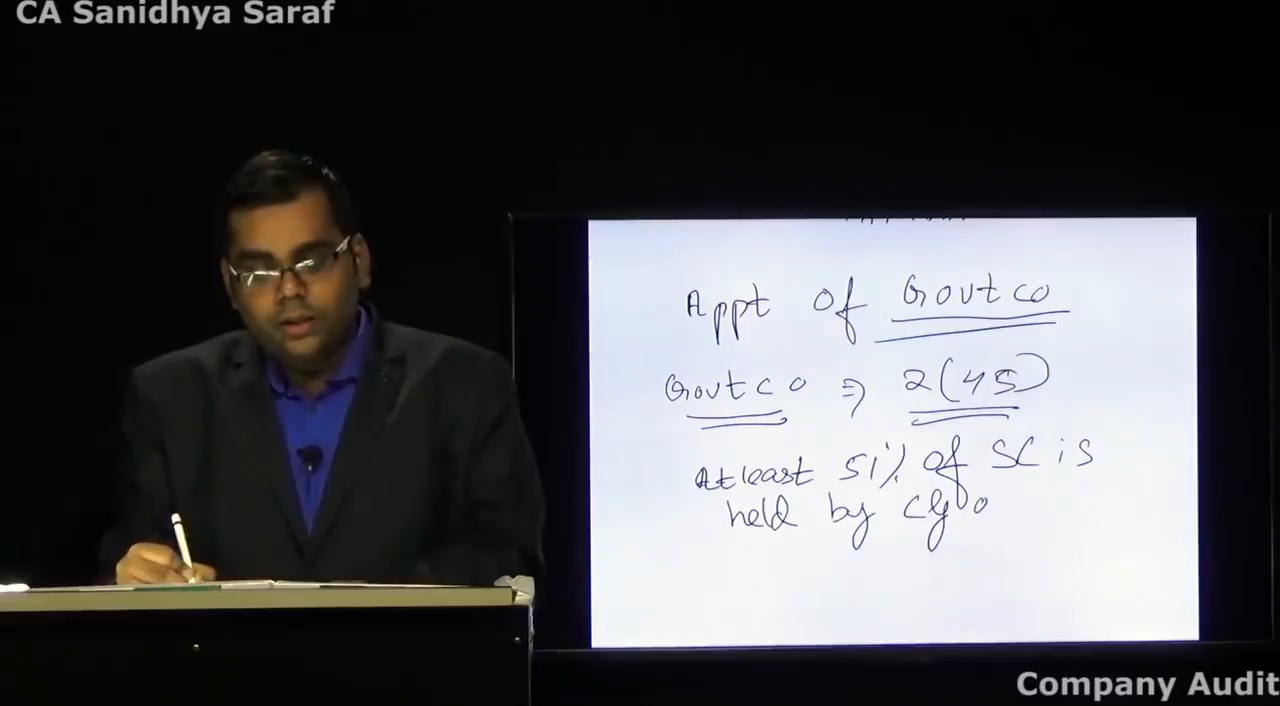 CA Sanidhya Saraf
Appt of Govt co
Govt co ⇒ 2(45)
Atleast 51% of SC is
held by CG
Company Audit